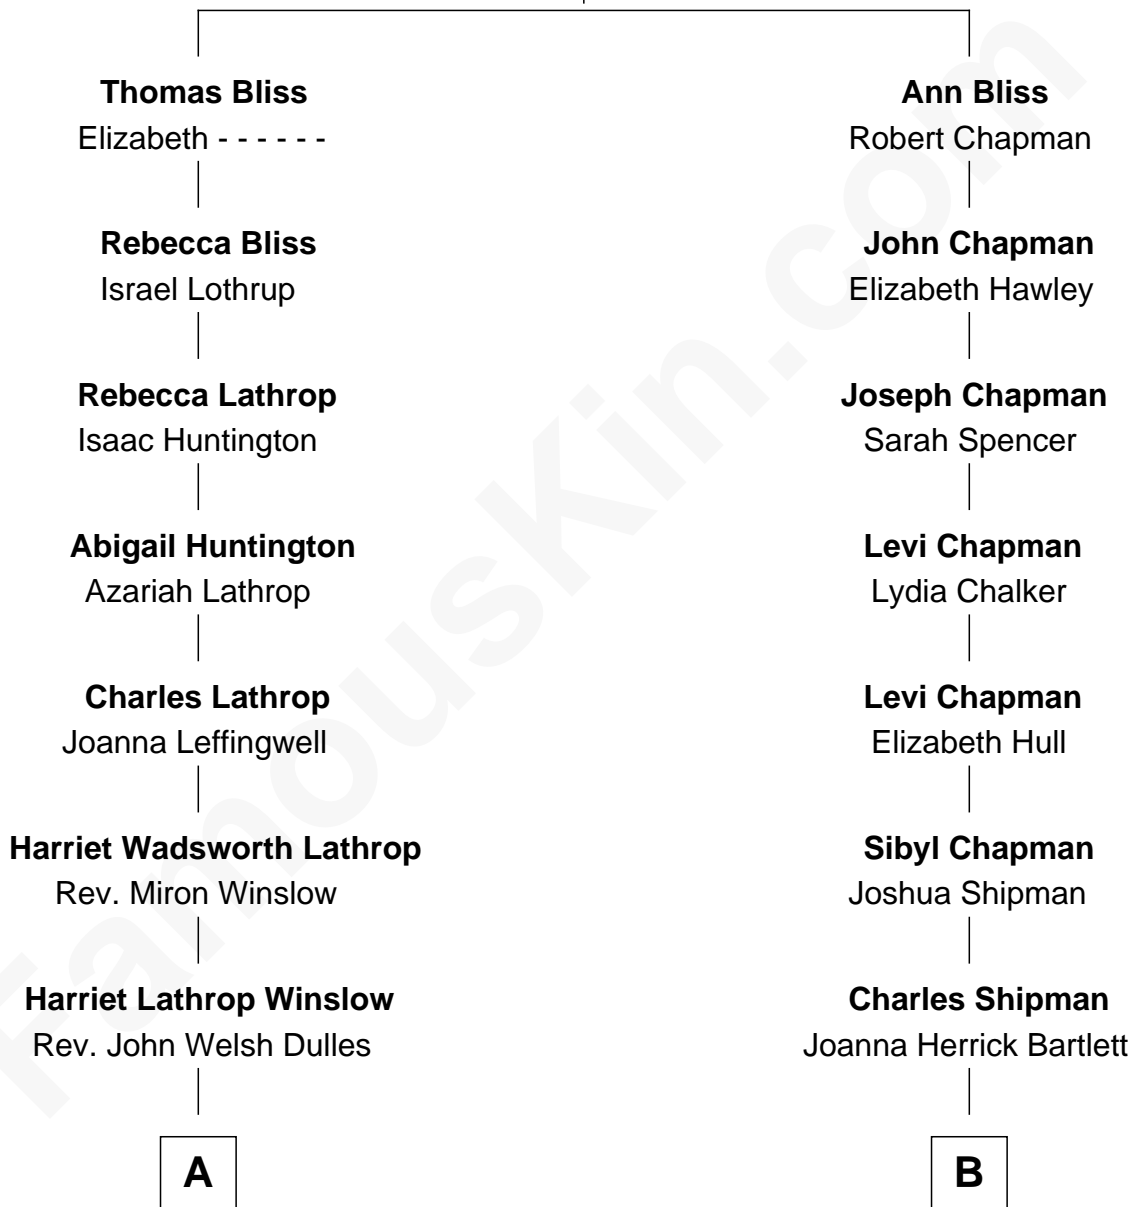 Thomas Bliss
Elizabeth - - - - - -
Rebecca Bliss
Israel Lothrup
Rebecca Lathrop
Isaac Huntington
Abigail Huntington
Azariah Lathrop
Charles Lathrop
Joanna Leffingwell
Harriet Wadsworth Lathrop
Rev. Miron Winslow
Harriet Lathrop Winslow
Rev. John Welsh Dulles
A
Ann Bliss
Robert Chapman
John Chapman
Elizabeth Hawley
Joseph Chapman
Sarah Spencer
Levi Chapman
Lydia Chalker
Levi Chapman
Elizabeth Hull
Sibyl Chapman
Joshua Shipman
Charles Shipman
Joanna Herrick Bartlett
B
FamousKin.com